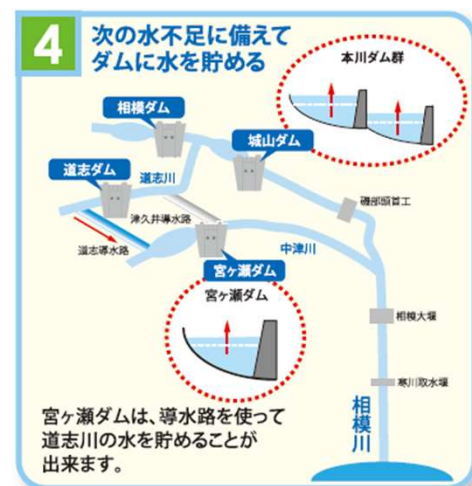 4
次の水不足に備えて
ダムに水を貯める
本川ダム群
相模ダム
城山ダム
道志ダム
道志川
磯部頭首工
津久井導水路
道志導水路
中津川
宮ヶ瀬ダム
宮ヶ瀬ダム
相模大堰
寒川取水堰
相模川
宮ヶ瀬ダムは、導水路を使って
道志川の水を貯めることが
出来ます。